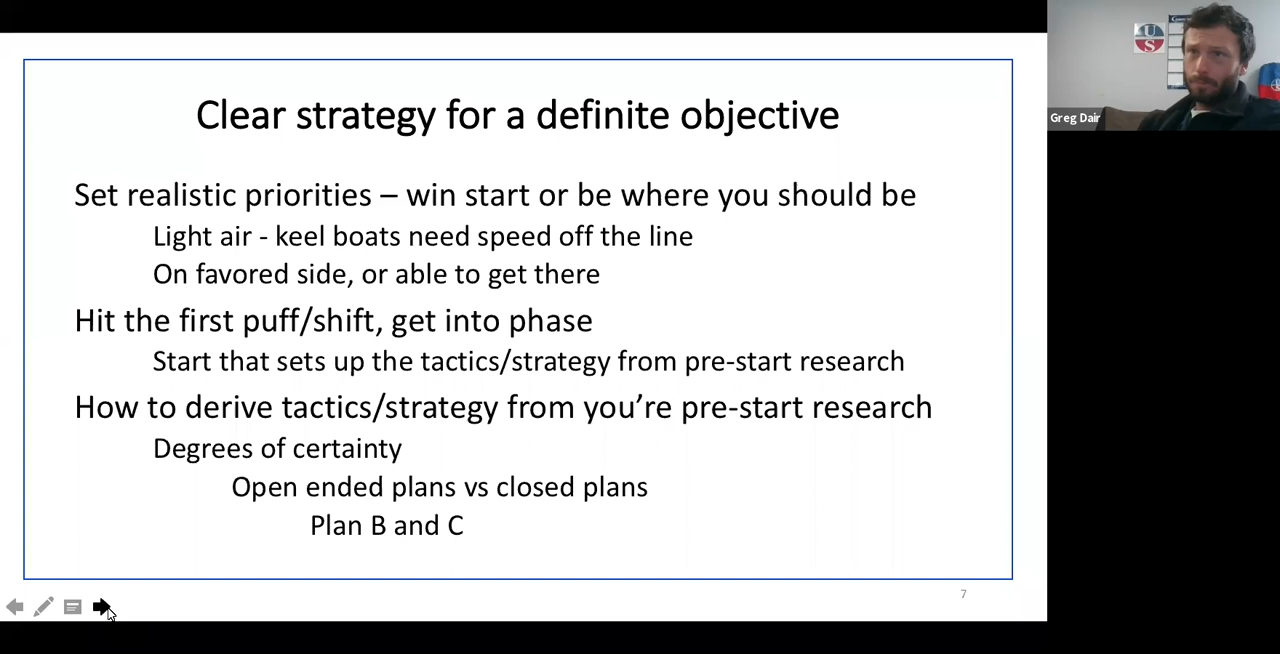 Clear strategy for a definite objective
Set realistic priorities – win start or be where you should be
Light air - keel boats need speed off the line
On favored side, or able to get there
Hit the first puff/shift, get into phase
Start that sets up the tactics/strategy from pre-start research
How to derive tactics/strategy from you’re pre-start research
Degrees of certainty
Open ended plans vs closed plans
Plan B and C
7
U
S
Greg Dair